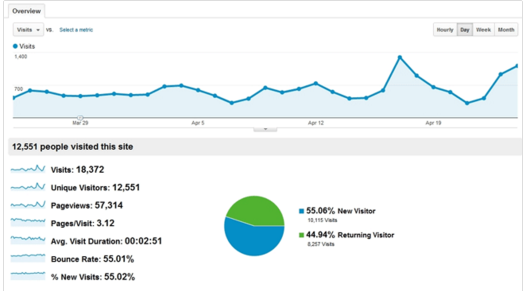 Overview
Visits vs. Select a metric
Hourly Day Week Month
Visits
1,400
700
Mar 29 Apr 5 Apr 12 Apr 19
12,551 people visited this site
Visits: 18,372
Unique Visitors: 12,551
Pageviews: 57,314
Pages/Visit: 3.12
Avg. Visit Duration: 00:02:51
Bounce Rate: 55.01%
% New Visits: 55.02%
55.06% New Visitor
10,115 Visits
44.94% Returning Visitor
8,257 Visits